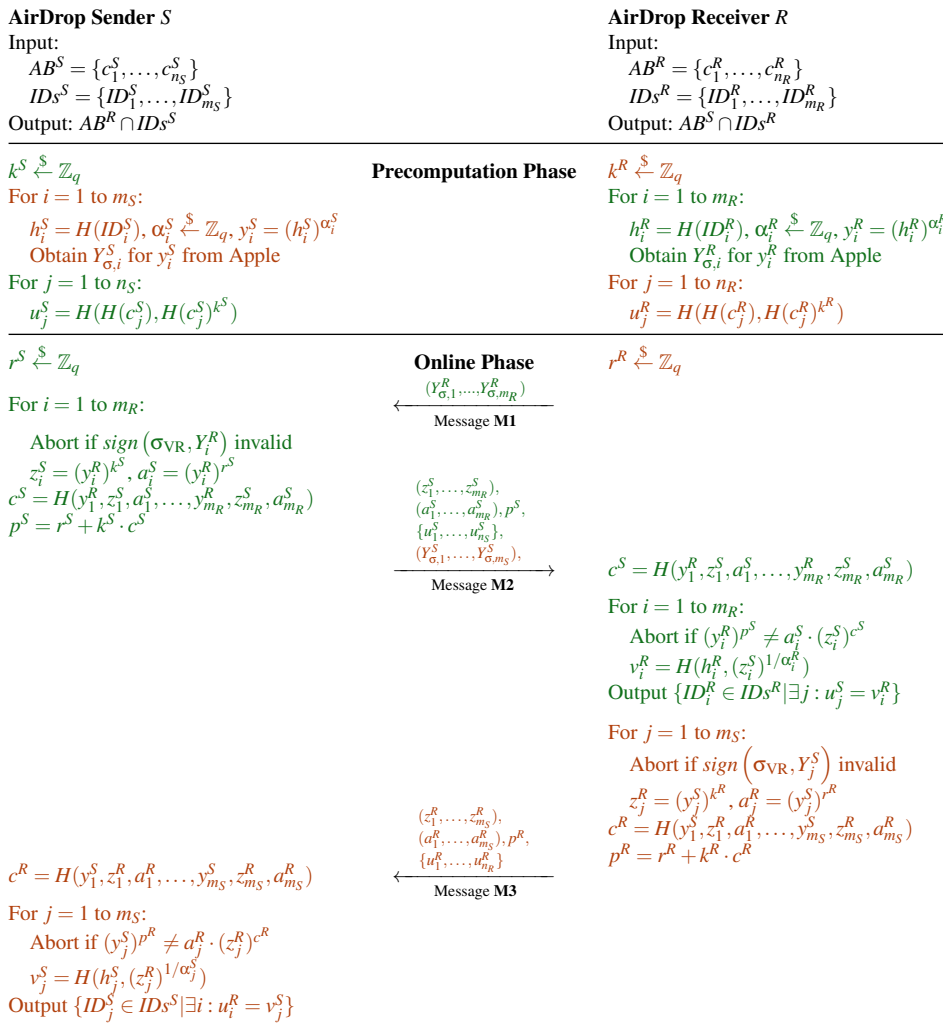 AirDrop Sender S
Input:
AB^S = {c_1^S,…,c_{n_S}^S}
IDs^S = {ID_1^S,…,ID_{m_S}^S}
Output: AB^R ∩ IDs^S
AirDrop Receiver R
Input:
AB^R = {c_1^R,…,c_{n_R}^R}
IDs^R = {ID_1^R,…,ID_{m_R}^R}
Output: AB^S ∩ IDs^R
Precomputation Phase
k^S ←$ ℤ_q
For i = 1 to m_S:
h_i^S = H(ID_i^S), α_i^S ←$ ℤ_q, y_i^S = (h_i^S)^{α_i^S}
Obtain Y_{σ,i}^S for y_i^S from Apple
For j = 1 to n_S:
u_j^S = H(H(c_j^S), H(c_j^S)^{k^S})
k^R ←$ ℤ_q
For i = 1 to m_R:
h_i^R = H(ID_i^R), α_i^R ←$ ℤ_q, y_i^R = (h_i^R)^{α_i^R}
Obtain Y_{σ,i}^R for y_i^R from Apple
For j = 1 to n_R:
u_j^R = H(H(c_j^R), H(c_j^R)^{k^R})
Online Phase
r^S ←$ ℤ_q
r^R ←$ ℤ_q
(Y_{σ,1}^R,…,Y_{σ,m_R}^R)
Message M1
For i = 1 to m_R:
Abort if sign(σ_VR, Y_i^R) invalid
z_i^S = (y_i^R)^{k^S}, a_i^S = (y_i^R)^{r^S}
c^S = H(y_1^R, z_1^S, a_1^S, …, y_{m_R}^R, z_{m_R}^S, a_{m_R}^S)
p^S = r^S + k^S · c^S
(z_1^S,…,z_{m_R}^S),
(a_1^S,…,a_{m_R}^S), p^S,
{u_1^S,…,u_{n_S}^S},
(Y_{σ,1}^S,…,Y_{σ,m_S}^S),
Message M2
c^S = H(y_1^R, z_1^S, a_1^S, …, y_{m_R}^R, z_{m_R}^S, a_{m_R}^S)
For i = 1 to m_R:
Abort if (y_i^R)^{p^S} ≠ a_i^S · (z_i^S)^{c^S}
v_i^R = H(h_i^R, (z_i^S)^{1/α_i^R})
Output {ID_i^R ∈ IDs^R|∃j : u_j^S = v_i^R}
For j = 1 to m_S:
Abort if sign(σ_VR, Y_j^S) invalid
z_j^R = (y_j^S)^{k^R}, a_j^R = (y_j^S)^{r^R}
c^R = H(y_1^S, z_1^R, a_1^R, …, y_{m_S}^S, z_{m_S}^R, a_{m_S}^R)
p^R = r^R + k^R · c^R
(z_1^R,…,z_{m_S}^R),
(a_1^R,…,a_{m_S}^R), p^R,
{u_1^R,…,u_{n_R}^R}
Message M3
c^R = H(y_1^S, z_1^R, a_1^R, …, y_{m_S}^S, z_{m_S}^R, a_{m_S}^R)
For j = 1 to m_S:
Abort if (y_j^S)^{p^R} ≠ a_j^R · (z_j^R)^{c^R}
v_j^S = H(h_j^S, (z_j^R)^{1/α_j^S})
Output {ID_j^S ∈ IDs^S|∃i : u_i^R = v_j^S}